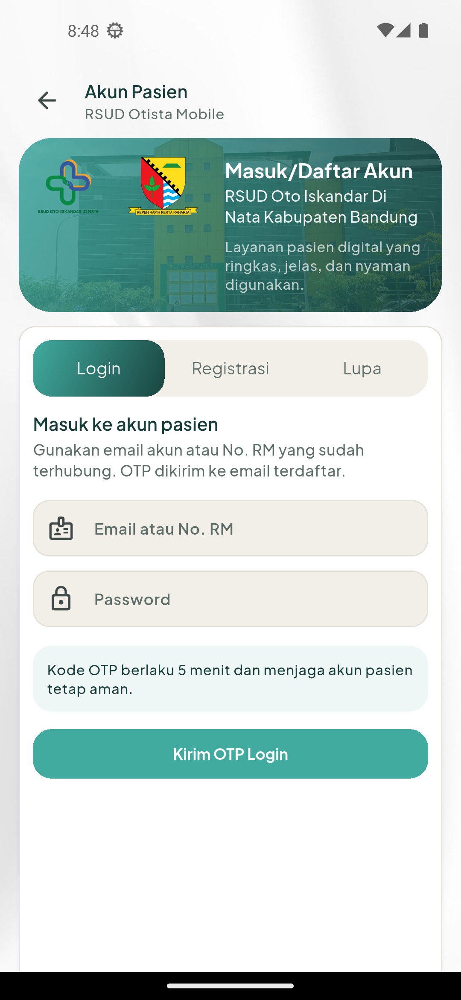 8:48
Akun Pasien
RSUD Otista Mobile
RSUD OTO ISKANDAR DI NATA
REPEH RAPIH KERTA RAHARJA
Masuk/Daftar Akun
RSUD Oto Iskandar Di
Nata Kabupaten Bandung
Layanan pasien digital yang
ringkas, jelas, dan nyaman
digunakan.
Login
Registrasi
Lupa
Masuk ke akun pasien
Gunakan email akun atau No. RM yang sudah
terhubung. OTP dikirim ke email terdaftar.
Email atau No. RM
Password
Kode OTP berlaku 5 menit dan menjaga akun pasien
tetap aman.
Kirim OTP Login